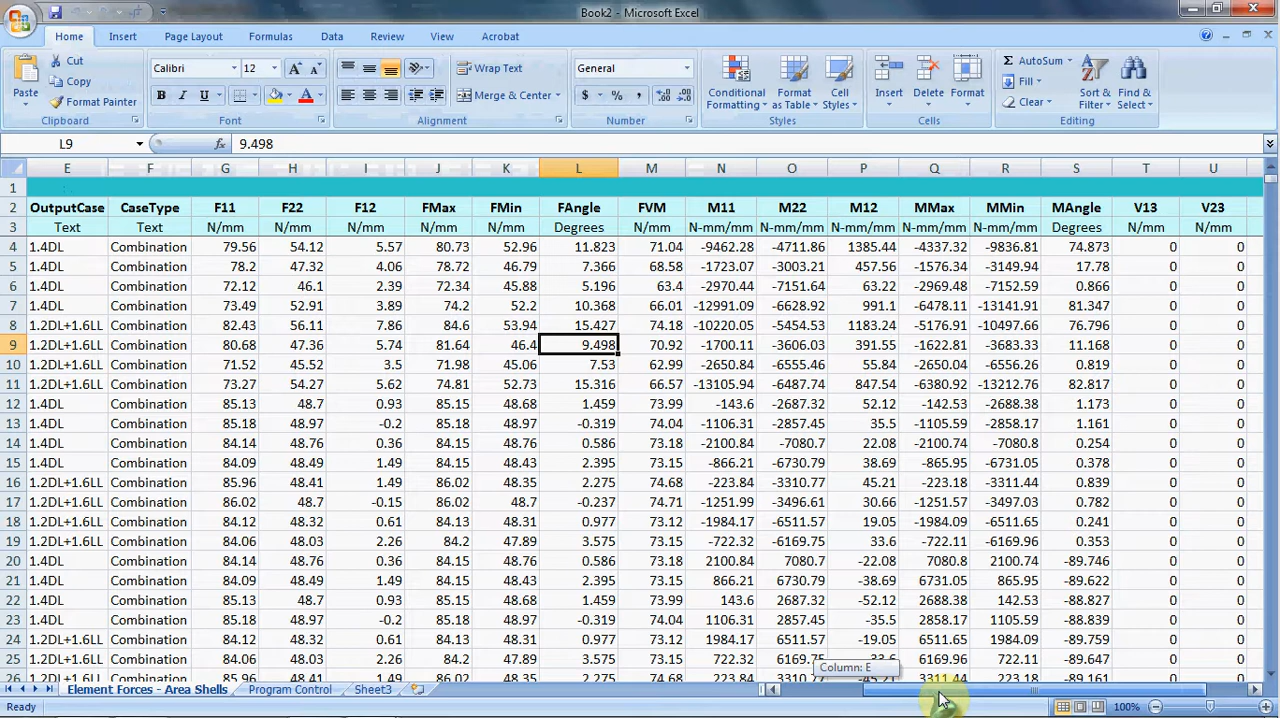 Book2 - Microsoft Excel
Home Insert Page Layout Formulas Data Review View Acrobat
Cut
Copy
Format Painter
Paste
Clipboard
Calibri 12
B I U
Font
Wrap Text
Merge & Center
Alignment
General
$ % ,
Number
Conditional Formatting
Format as Table
Cell Styles
Styles
Insert
Delete
Format
Cells
Σ AutoSum
Fill
Clear
Sort & Filter
Find & Select
Editing
L9 fx 9.498
E F G H I J K L M N O P Q R S T U
1
2 OutputCase CaseType F11 F22 F12 FMax FMin FAngle FVM M11 M22 M12 MMax MMin MAngle V13 V23
3 Text Text N/mm N/mm N/mm N/mm N/mm Degrees N/mm N-mm/mm N-mm/mm N-mm/mm N-mm/mm N-mm/mm Degrees N/mm N/mm
4 1.4DL Combination 79.56 54.12 5.57 80.73 52.96 11.823 71.04 -9462.28 -4711.86 1385.44 -4337.32 -9836.81 74.873 0 0
5 1.4DL Combination 78.2 47.32 4.06 78.72 46.79 7.366 68.58 -1723.07 -3003.21 457.56 -1576.34 -3149.94 17.78 0 0
6 1.4DL Combination 72.12 46.1 2.39 72.34 45.88 5.196 63.4 -2970.44 -7151.64 63.22 -2969.48 -7152.59 0.866 0 0
7 1.4DL Combination 73.49 52.91 3.89 74.2 52.2 10.368 66.01 -12991.09 -6628.92 991.1 -6478.11 -13141.91 81.347 0 0
8 1.2DL+1.6LL Combination 82.43 56.11 7.86 84.6 53.94 15.427 74.18 -10220.05 -5454.53 1183.24 -5176.91 -10497.66 76.796 0 0
9 1.2DL+1.6LL Combination 80.68 47.36 5.74 81.64 46.4 9.498 70.92 -1700.11 -3606.03 391.55 -1622.81 -3683.33 11.168 0 0
10 1.2DL+1.6LL Combination 71.52 45.52 3.5 71.98 45.06 7.53 62.99 -2650.84 -6555.46 55.84 -2650.04 -6556.26 0.819 0 0
11 1.2DL+1.6LL Combination 73.27 54.27 5.62 74.81 52.73 15.316 66.57 -13105.94 -6487.74 847.54 -6380.92 -13212.76 82.817 0 0
12 1.4DL Combination 85.13 48.7 0.93 85.15 48.68 1.459 73.99 -143.6 -2687.32 52.12 -142.53 -2688.38 1.173 0 0
13 1.4DL Combination 85.18 48.97 -0.2 85.18 48.97 -0.319 74.04 -1106.31 -2857.45 35.5 -1105.59 -2858.17 1.161 0 0
14 1.4DL Combination 84.14 48.76 0.36 84.15 48.76 0.586 73.18 -2100.84 -7080.7 22.08 -2100.74 -7080.8 0.254 0 0
15 1.4DL Combination 84.09 48.49 1.49 84.15 48.43 2.395 73.15 -866.21 -6730.79 38.69 -865.95 -6731.05 0.378 0 0
16 1.2DL+1.6LL Combination 85.96 48.41 1.49 86.02 48.35 2.275 74.68 -223.84 -3310.77 45.21 -223.18 -3311.44 0.839 0 0
17 1.2DL+1.6LL Combination 86.02 48.7 -0.15 86.02 48.7 -0.237 74.71 -1251.99 -3496.61 30.66 -1251.57 -3497.03 0.782 0 0
18 1.2DL+1.6LL Combination 84.12 48.32 0.61 84.13 48.31 0.977 73.12 -1984.17 -6511.57 19.05 -1984.09 -6511.65 0.241 0 0
19 1.2DL+1.6LL Combination 84.06 48.03 2.26 84.2 47.89 3.575 73.15 -722.32 -6169.75 33.6 -722.11 -6169.96 0.353 0 0
20 1.4DL Combination 84.14 48.76 0.36 84.15 48.76 0.586 73.15 2100.84 7080.7 -22.08 7080.8 2100.74 -89.746 0 0
21 1.4DL Combination 84.09 48.49 1.49 84.15 48.43 2.395 73.15 866.21 6730.79 -38.69 6731.05 865.95 -89.622 0 0
22 1.4DL Combination 85.13 48.7 0.93 85.15 48.68 1.459 73.99 143.6 2687.32 -52.12 2688.38 142.53 -88.827 0 0
23 1.4DL Combination 85.18 48.97 -0.2 85.18 48.97 -0.319 74.04 1106.31 2857.45 -35.5 2858.17 1105.59 -88.839 0 0
24 1.2DL+1.6LL Combination 84.12 48.32 0.61 84.13 48.31 0.977 73.12 1984.17 6511.57 -19.05 6511.65 1984.09 -89.759 0 0
25 1.2DL+1.6LL Combination 84.06 48.03 2.26 84.2 47.89 3.575 73.15 722.32 6169.75 -33.6 6169.96 722.11 -89.647 0 0
26 1.2DL+1.6LL Combination 85.96 48.41 1.49 86.02 48.35 2.275 74.68 223.84 3310.77 -45.21 3311.44 223.18 -89.161 0 0
Column: E
Element Forces - Area Shells Program Control Sheet3
Ready 100%